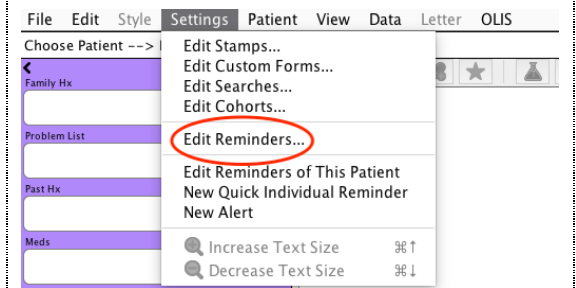 File Edit Style Settings Patient View Data Letter OLIS
Choose Patient -->
Edit Stamps...
Edit Custom Forms...
Edit Searches...
Edit Cohorts...
Edit Reminders...
Edit Reminders of This Patient
New Quick Individual Reminder
New Alert
Increase Text Size ⌘↑
Decrease Text Size ⌘↓
Family Hx
Problem List
Past Hx
Meds